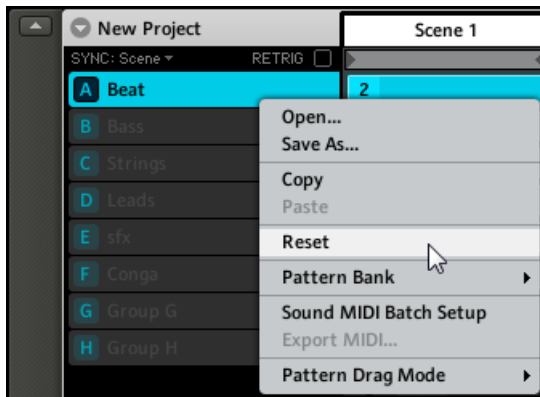 New Project
Scene 1
SYNC: Scene
RETRIG
A Beat
2
B Bass
C Strings
D Leads
E sfx
F Conga
G Group G
H Group H
Open...
Save As...
Copy
Paste
Reset
Pattern Bank
Sound MIDI Batch Setup
Export MIDI...
Pattern Drag Mode